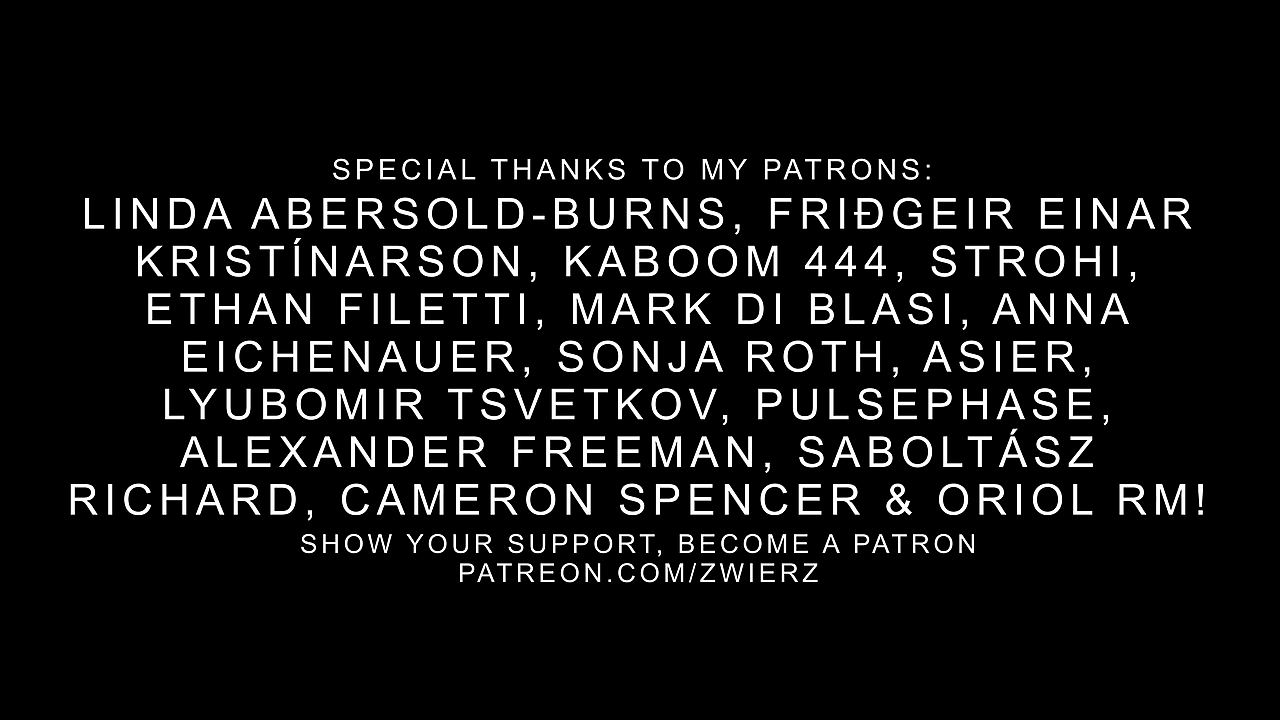 SPECIAL THANKS TO MY PATRONS:
LINDA ABERSOLD-BURNS, FRIÐGEIR EINAR
KRISTÍNARSON, KABOOM 444, STROHI,
ETHAN FILETTI, MARK DI BLASI, ANNA
EICHENAUER, SONJA ROTH, ASIER,
LYUBOMIR TSVETKOV, PULSEPHASE,
ALEXANDER FREEMAN, SABOLTÁSZ
RICHARD, CAMERON SPENCER & ORIOL RM!
SHOW YOUR SUPPORT, BECOME A PATRON
PATREON.COM/ZWIERZ